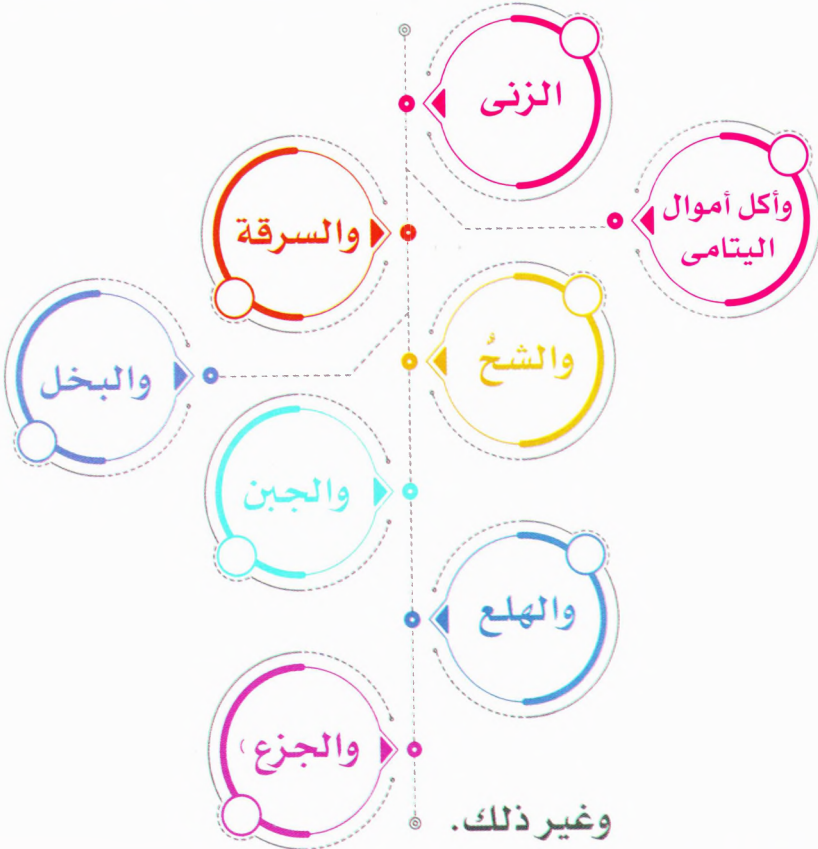 الزنى
وأكل أموال
اليتامى
والسرقة
والشحُّ
والبخل
والجبن
والهلع
والجزع
وغير ذلك.